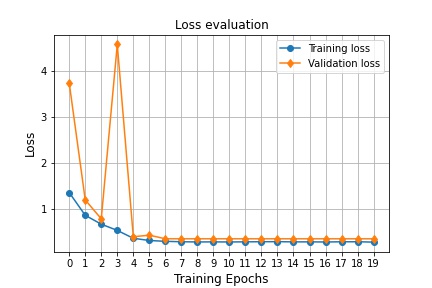 Loss evaluation
Training loss
Validation loss
Loss
4
3
2
1
0 1 2 3 4 5 6 7 8 9 10 11 12 13 14 15 16 17 18 19
Training Epochs